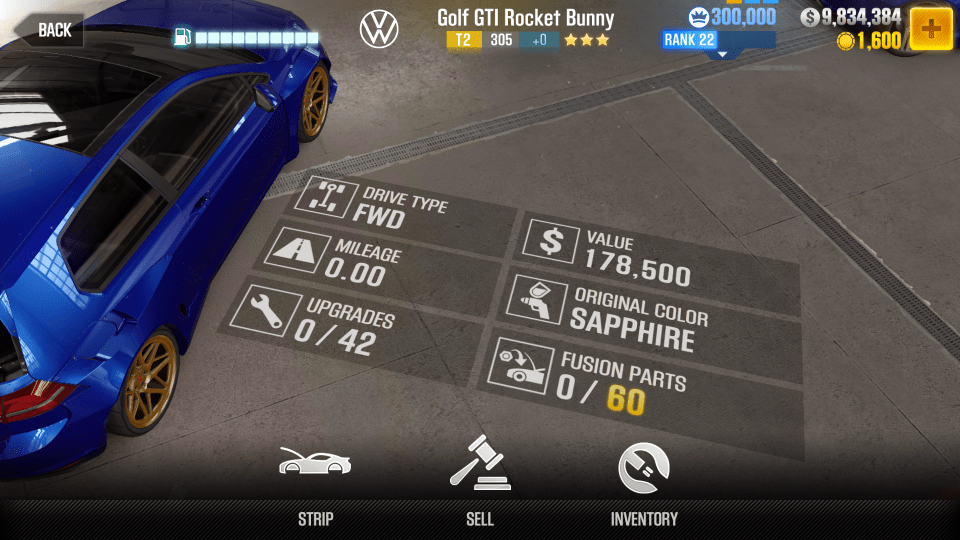 BACK
Golf GTI Rocket Bunny
T2 305 +0
300,000
RANK 22
$ 9,834,384
1,600
+
DRIVE TYPE
FWD
MILEAGE
0.00
UPGRADES
0 / 42
$
VALUE
178,500
ORIGINAL COLOR
SAPPHIRE
FUSION PARTS
0 / 60
STRIP
SELL
INVENTORY